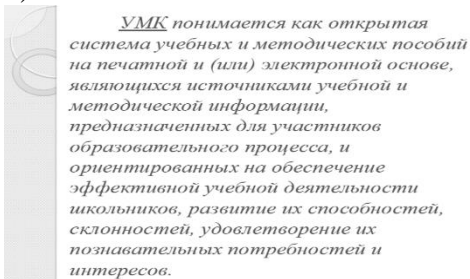 УМК понимается как открытая
система учебных и методических пособий
на печатной и (или) электронной основе,
являющихся источниками учебной и
методической информации,
предназначенных для участников
образовательного процесса, и
ориентированных на обеспечение
эффективной учебной деятельности
школьников, развитие их способностей,
склонностей, удовлетворение их
познавательных потребностей и
интересов.